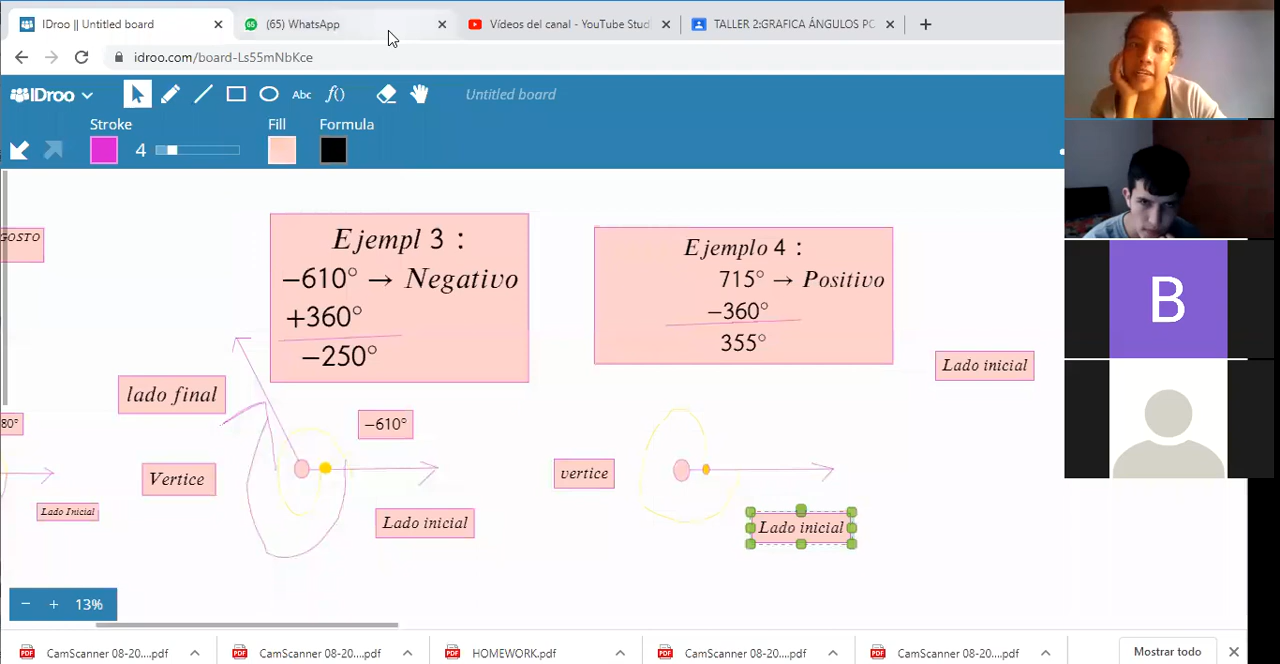 IDroo || Untitled board
(65) WhatsApp
Vídeos del canal - YouTube Stud
TALLER 2:GRAFICA ÁNGULOS PO
idroo.com/board-Ls55mNbKce
IDroo
Abc
f()
Untitled board
Stroke
Fill
Formula
4
GOSTO
Ejempl 3 :
−610° → Negativo
+360°
−250°
Ejemplo 4 :
715° → Positivo
−360°
355°
Lado inicial
lado final
−610°
80°
Vertice
vertice
Lado Inicial
Lado inicial
Lado inicial
B
− + 13%
CamScanner 08-20....pdf
CamScanner 08-20....pdf
HOMEWORK.pdf
CamScanner 08-20....pdf
CamScanner 08-20....pdf
Mostrar todo